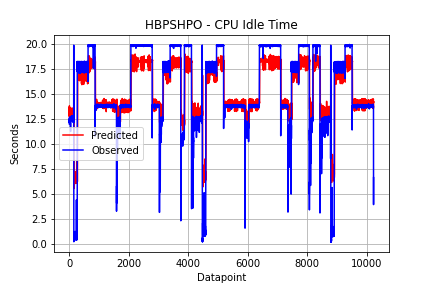 HBPSHPO - CPU Idle Time
20.0
17.5
15.0
12.5
10.0
7.5
5.0
2.5
0.0
Seconds
Predicted
Observed
0 2000 4000 6000 8000 10000
Datapoint